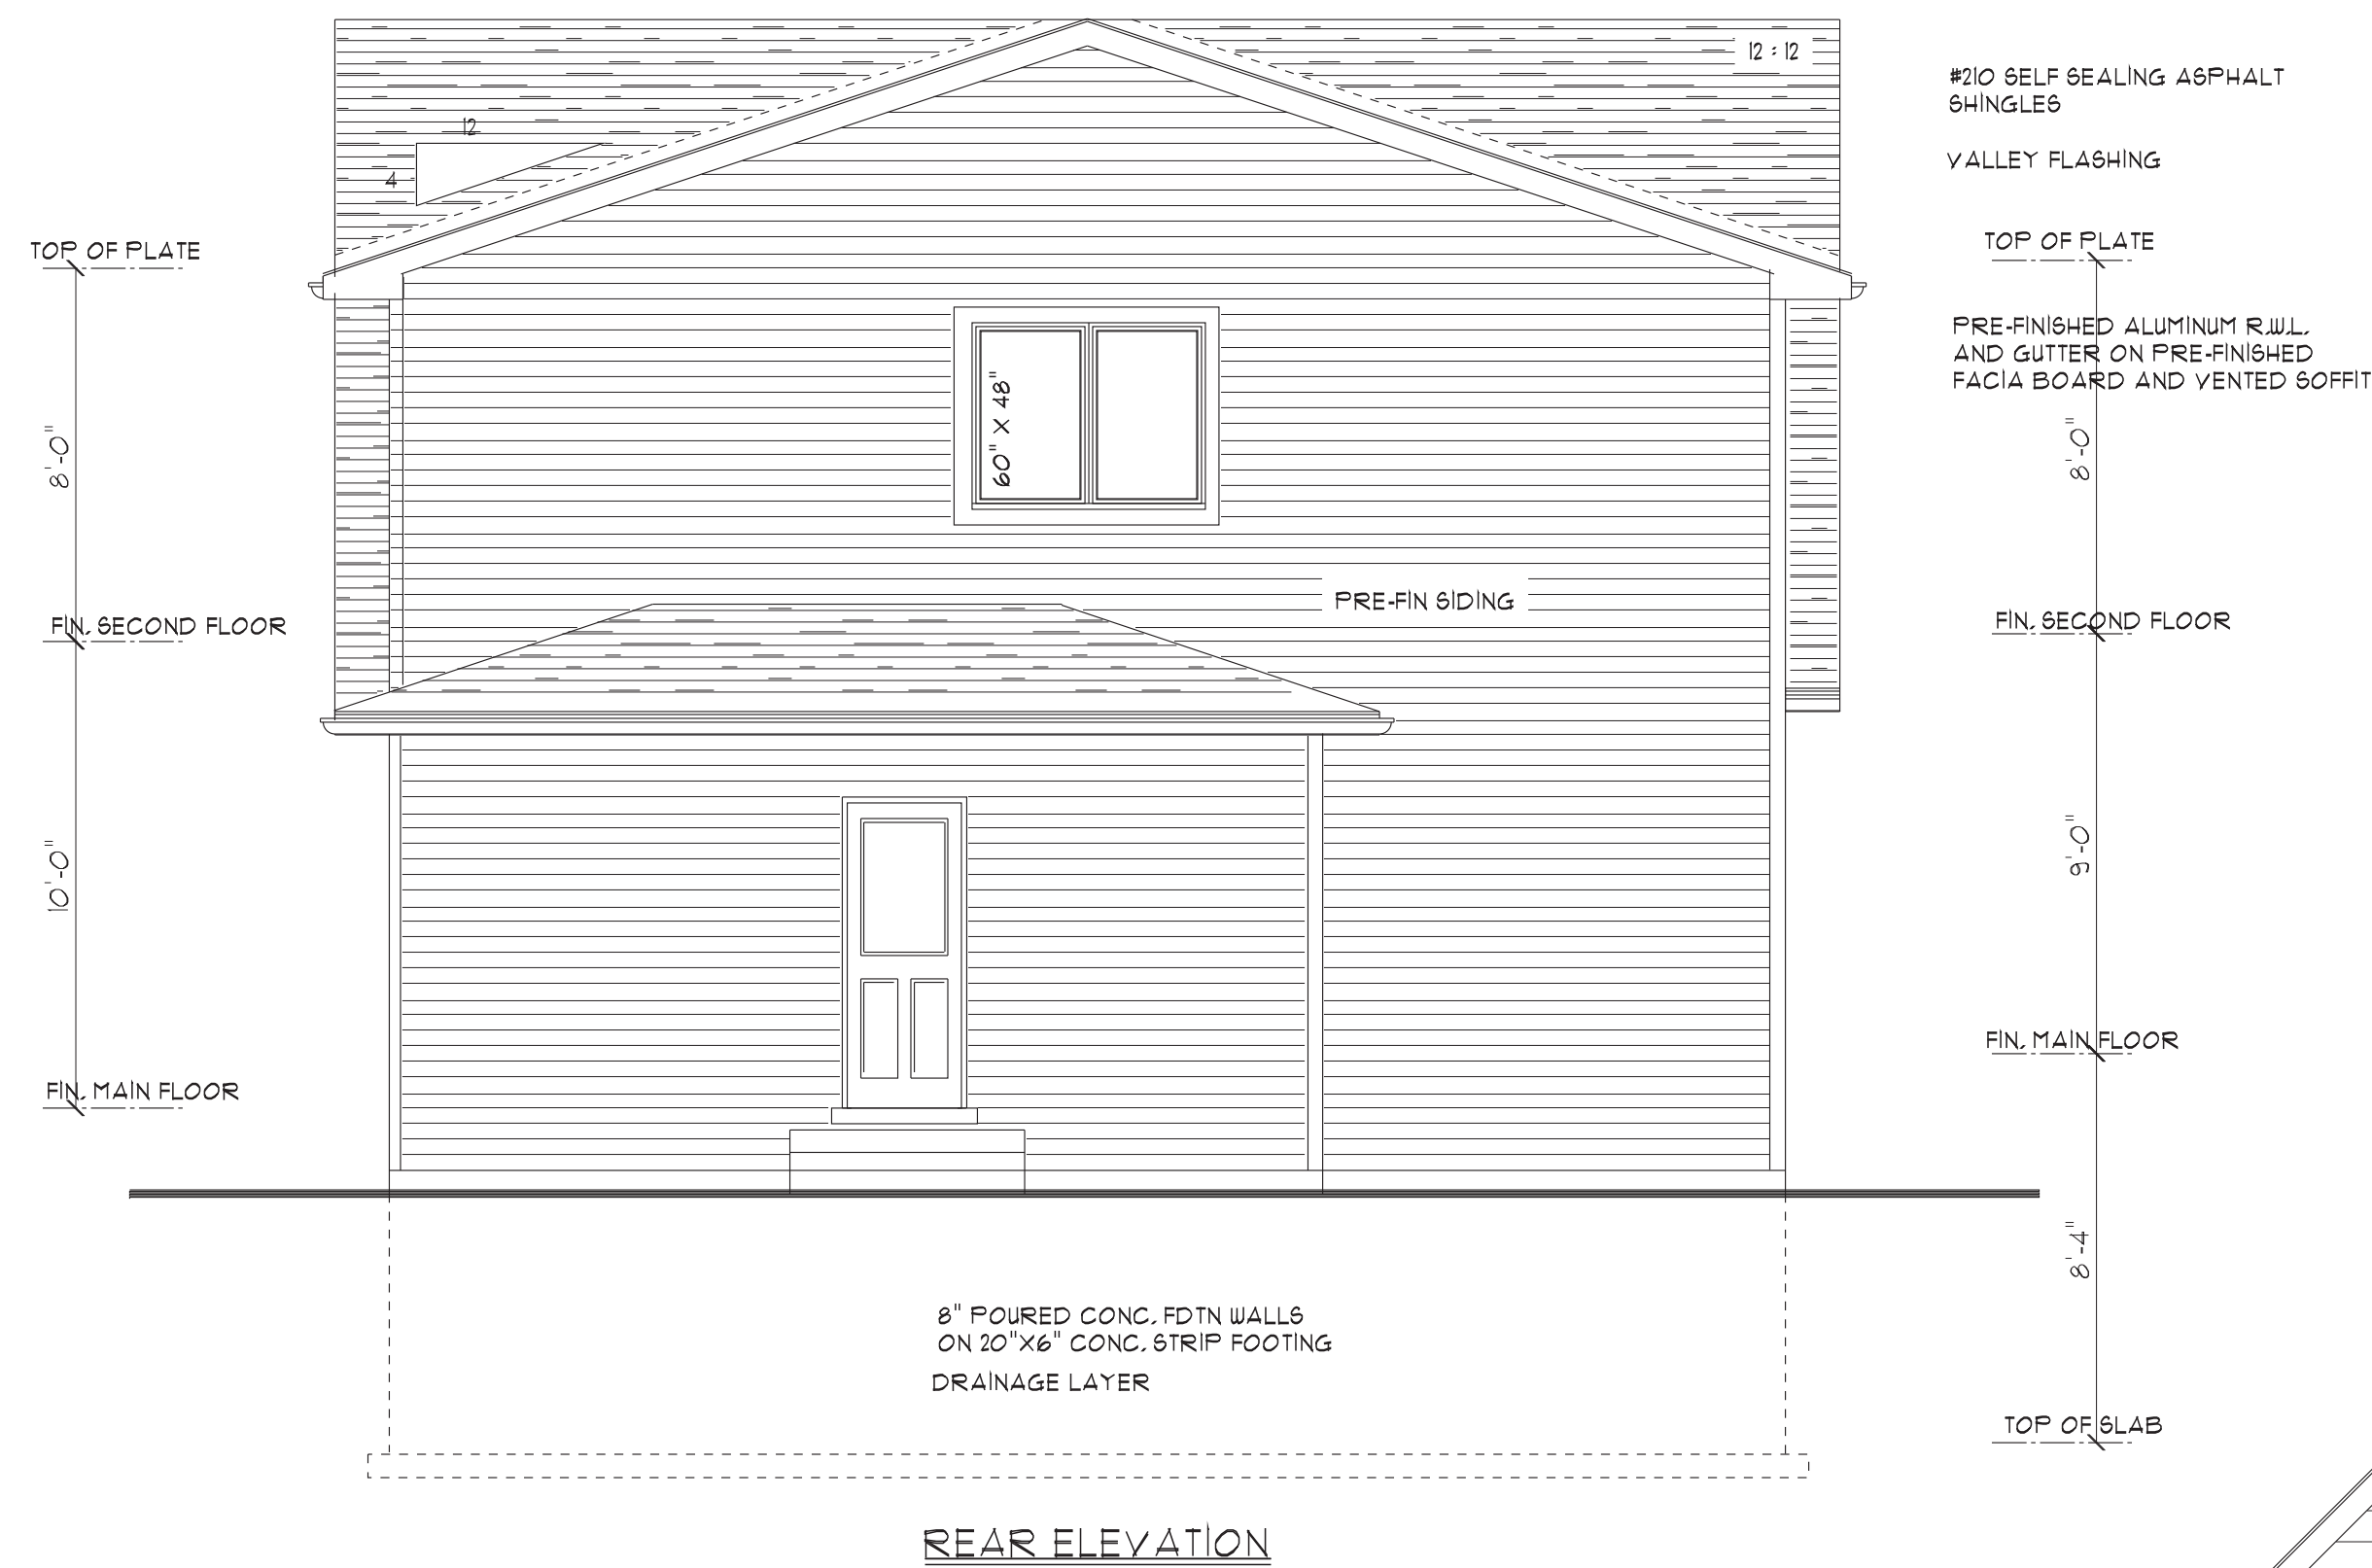 12 : 12
#210 SELF SEALING ASPHALT
SHINGLES
12
VALLEY FLASHING
4
TOP OF PLATE
TOP OF PLATE
PRE-FINISHED ALUMINUM R.W.L.
AND GUTTER ON PRE-FINISHED
FACIA BOARD AND VENTED SOFFIT
60" X 48"
8'-0"
8'-0"
PRE-FIN SIDING
FIN. SECOND FLOOR
FIN. SECOND FLOOR
10'-0"
9'-0"
FIN. MAIN FLOOR
FIN. MAIN FLOOR
8'-4"
8" POURED CONC. FDTN WALLS
ON 20"X6" CONC. STRIP FOOTING
DRAINAGE LAYER
TOP OF SLAB
REAR ELEVATION